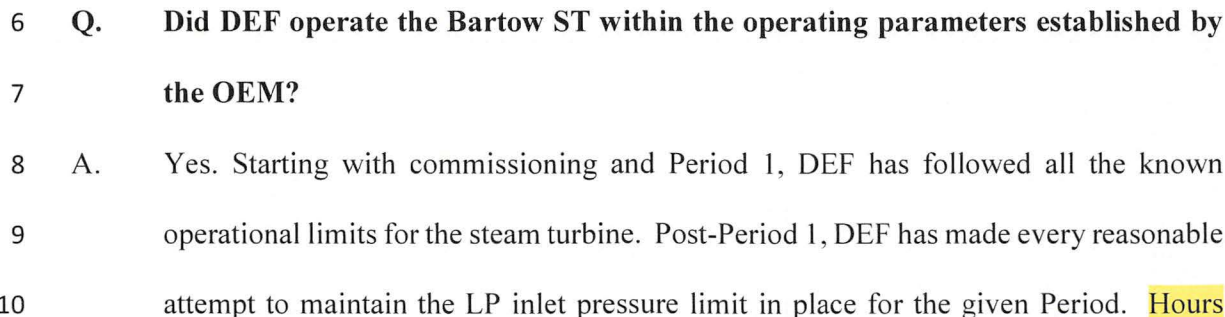 6 Q. Did DEF operate the Bartow ST within the operating parameters established by
7 the OEM?
8 A. Yes. Starting with commissioning and Period 1, DEF has followed all the known
9 operational limits for the steam turbine. Post-Period 1, DEF has made every reasonable
10 attempt to maintain the LP inlet pressure limit in place for the given Period. Hours